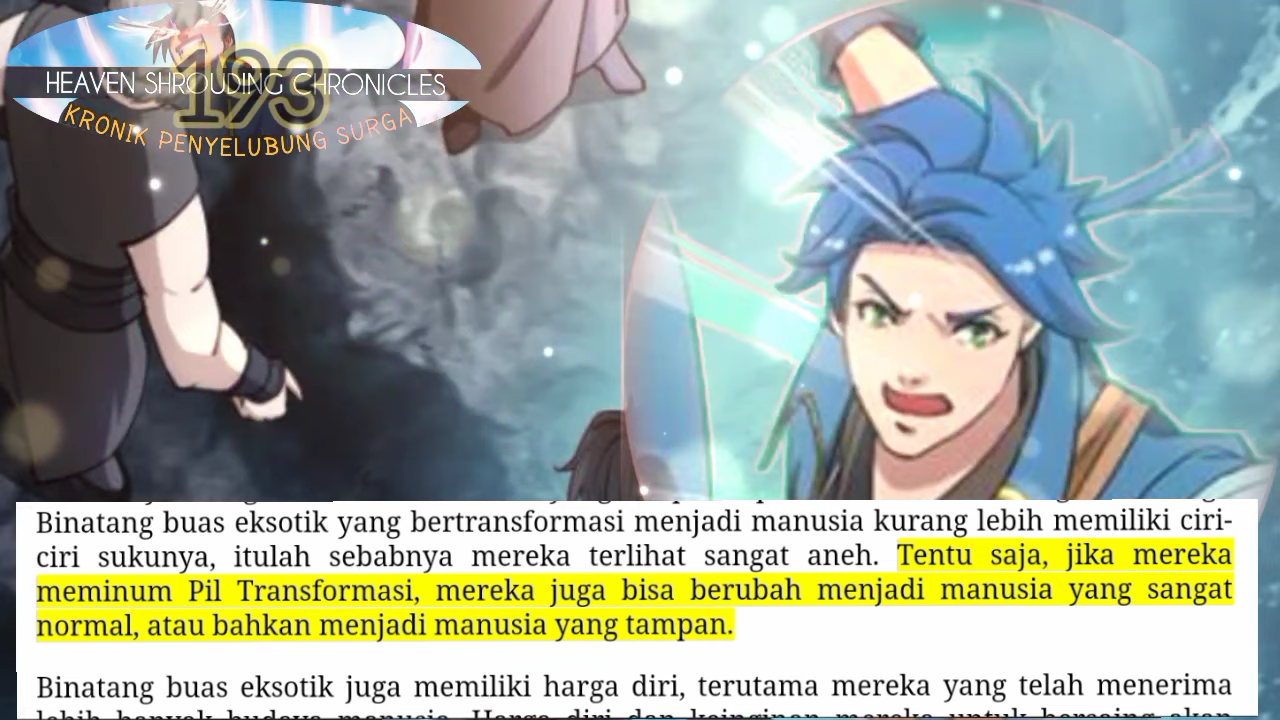 193
HEAVEN SHROUDING CHRONICLES
KRONIK PENYELUBUNG SURGA
Binatang buas eksotik yang bertransformasi menjadi manusia kurang lebih memiliki ciri-
ciri sukunya, itulah sebabnya mereka terlihat sangat aneh. Tentu saja, jika mereka
meminum Pil Transformasi, mereka juga bisa berubah menjadi manusia yang sangat
normal, atau bahkan menjadi manusia yang tampan.
Binatang buas eksotik juga memiliki harga diri, terutama mereka yang telah menerima